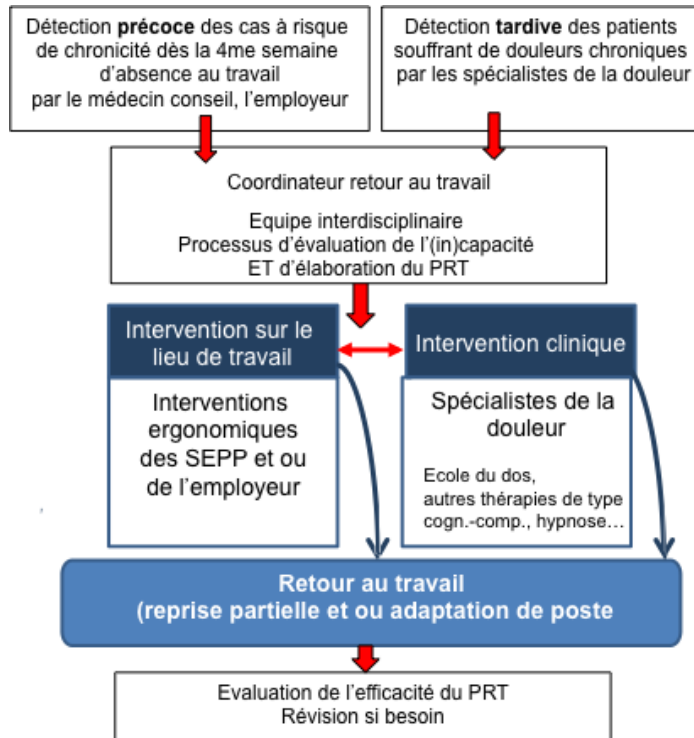 Détection précoce des cas à risque
de chronicité dès la 4me semaine
d'absence au travail
par le médecin conseil, l'employeur
Détection tardive des patients
souffrant de douleurs chroniques
par les spécialistes de la douleur
Coordinateur retour au travail
Equipe interdisciplinaire
Processus d'évaluation de l'(in)capacité
ET d'élaboration du PRT
Intervention sur le
lieu de travail
Interventions
ergonomiques
des SEPP et ou
de l'employeur
Intervention clinique
Spécialistes de la
douleur
Ecole du dos,
autres thérapies de type
cogn.-comp., hypnose…
Retour au travail
(reprise partielle et ou adaptation de poste
Evaluation de l'efficacité du PRT
Révision si besoin